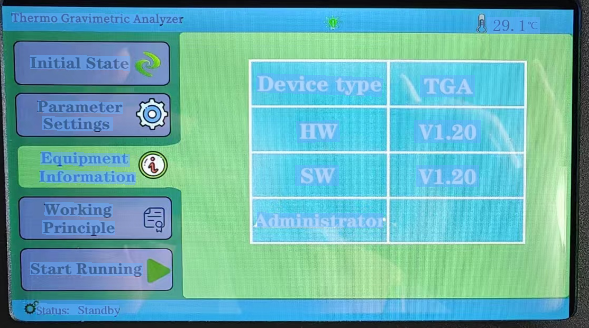 Thermo Gravimetric Analyzer
29.1℃
Initial State
Parameter
Settings
Equipment
Information
Working
Principle
Start Running
Device type TGA
HW V1.20
SW V1.20
Administrator
Status: Standby